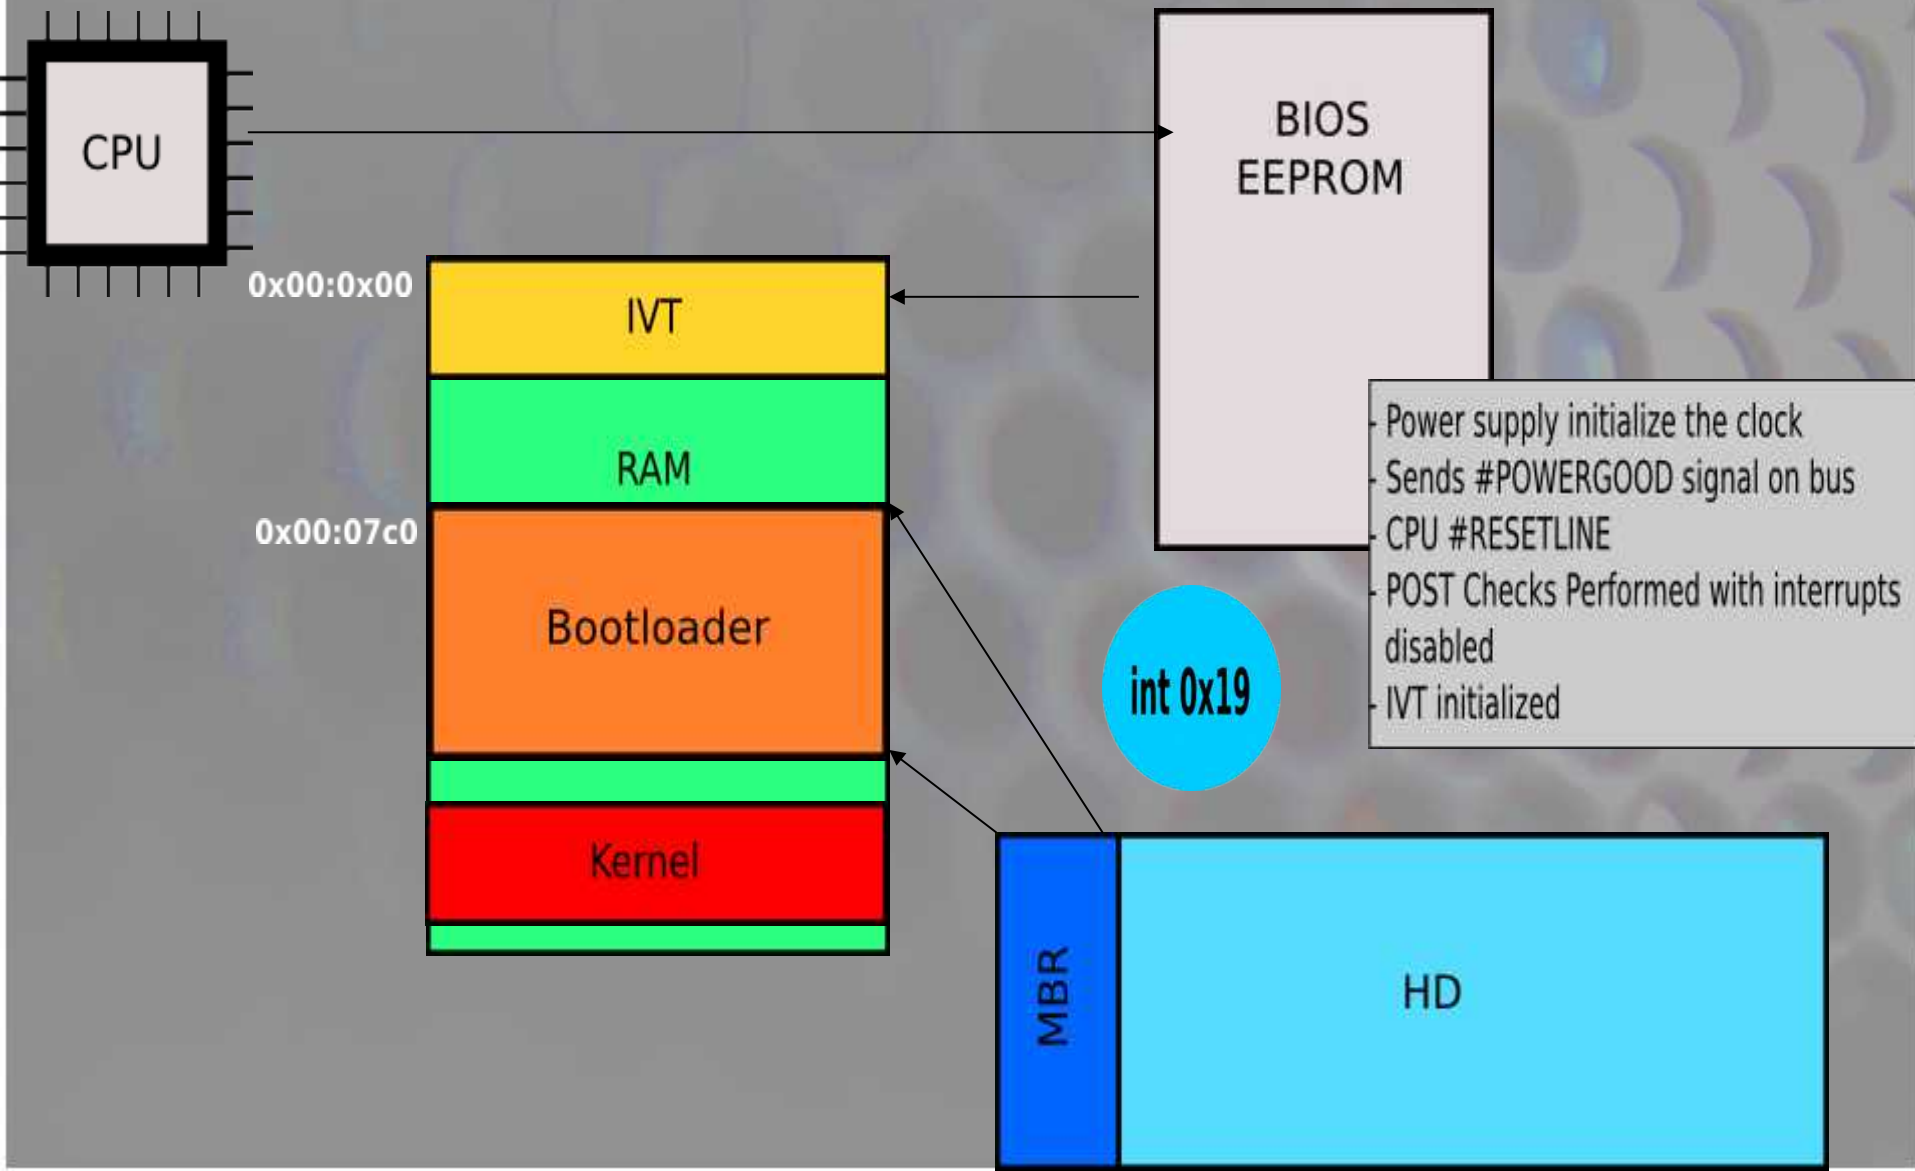 CPU
BIOS
EEPROM
0x00:0x00
IVT
RAM
0x00:07c0
Bootloader
Kernel
- Power supply initialize the clock
- Sends #POWERGOOD signal on bus
- CPU #RESETLINE
- POST Checks Performed with interrupts
disabled
- IVT initialized
int 0x19
MBR
HD